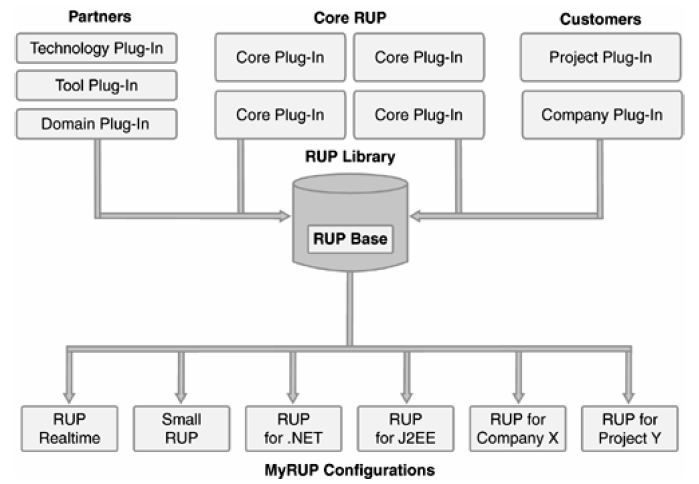 Partners
Core RUP
Customers
Technology Plug-In
Tool Plug-In
Domain Plug-In
Core Plug-In
Core Plug-In
Core Plug-In
Core Plug-In
Project Plug-In
Company Plug-In
RUP Library
RUP Base
RUP
Realtime
Small
RUP
RUP
for .NET
RUP
for J2EE
RUP for
Company X
RUP for
Project Y
MyRUP Configurations